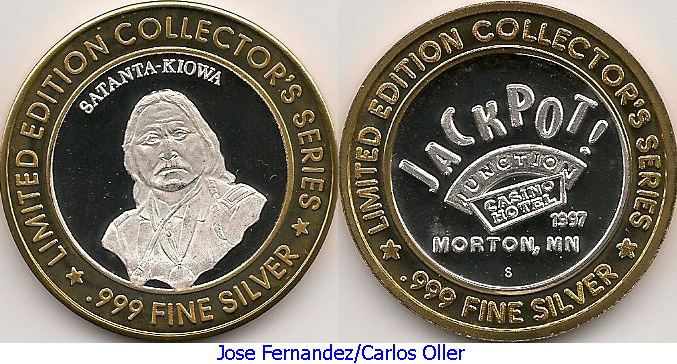 LIMITED EDITION COLLECTOR'S SERIES
SATANTA-KIOWA
.999 FINE SILVER
LIMITED EDITION COLLECTOR'S SERIES
JACKPOT!
JUNCTION
CASINO
HOTEL
1997
MORTON, MN
S
.999 FINE SILVER
Jose Fernandez/Carlos Oller